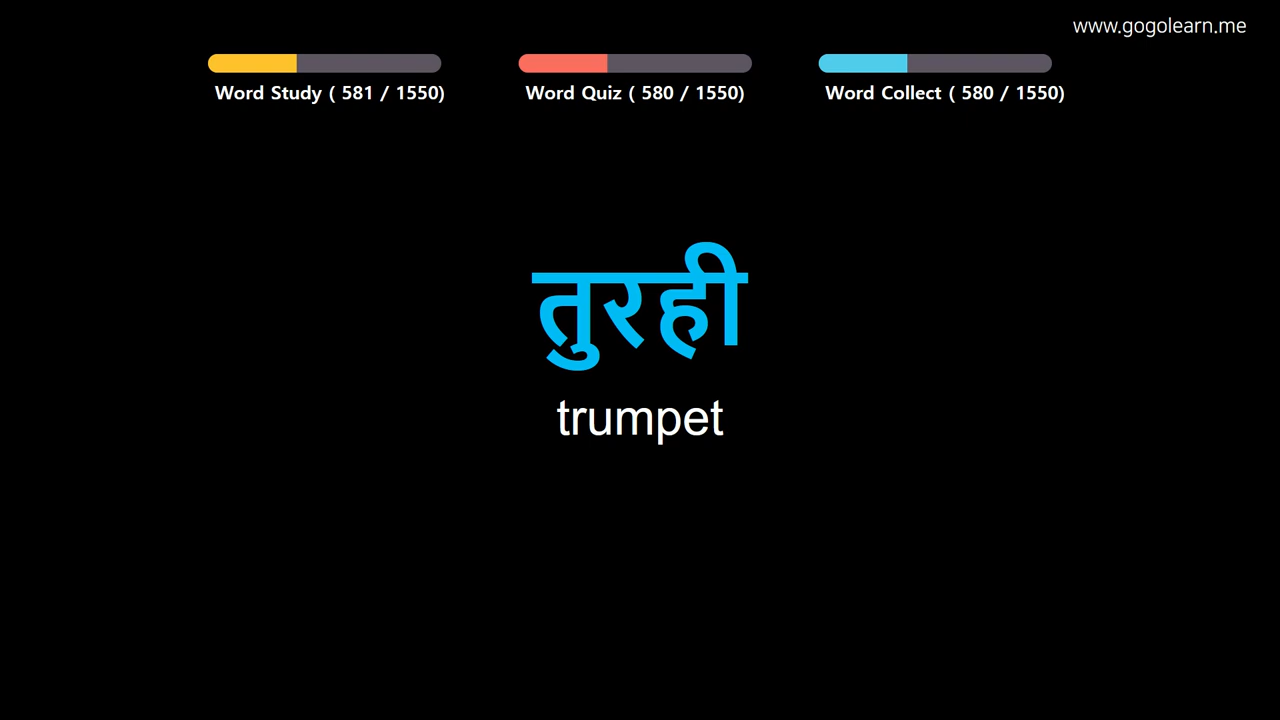 www.gogolearn.me
Word Study ( 581 / 1550)
Word Quiz ( 580 / 1550)
Word Collect ( 580 / 1550)
तुरही
trumpet